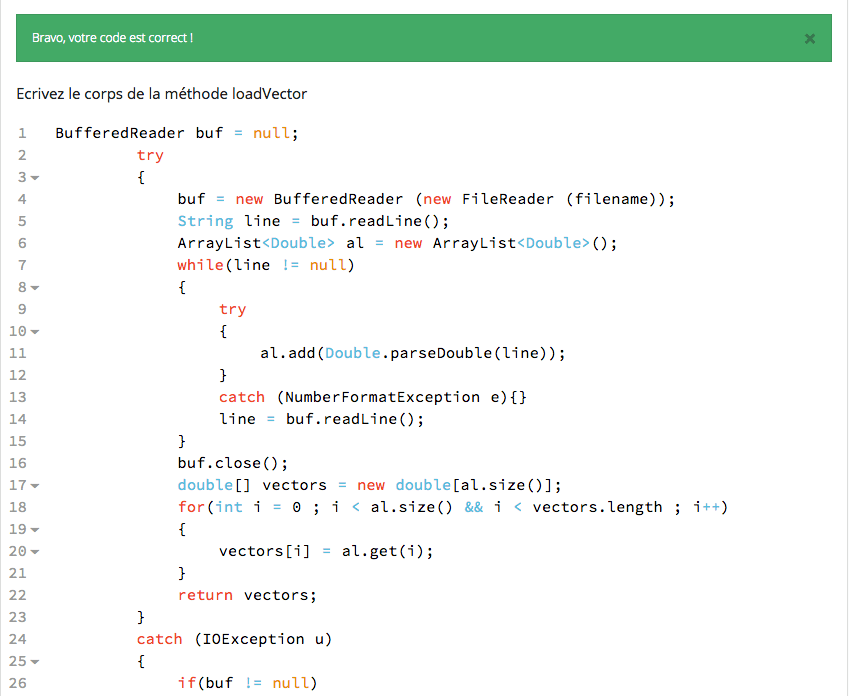 Bravo, votre code est correct ! ×
Ecrivez le corps de la méthode loadVector
1 BufferedReader buf = null;
2 try
3 {
4 buf = new BufferedReader (new FileReader (filename));
5 String line = buf.readLine();
6 ArrayList<Double> al = new ArrayList<Double>();
7 while(line != null)
8 {
9 try
10 {
11 al.add(Double.parseDouble(line));
12 }
13 catch (NumberFormatException e){}
14 line = buf.readLine();
15 }
16 buf.close();
17 double[] vectors = new double[al.size()];
18 for(int i = 0 ; i < al.size() && i < vectors.length ; i++)
19 {
20 vectors[i] = al.get(i);
21 }
22 return vectors;
23 }
24 catch (IOException u)
25 {
26 if(buf != null)